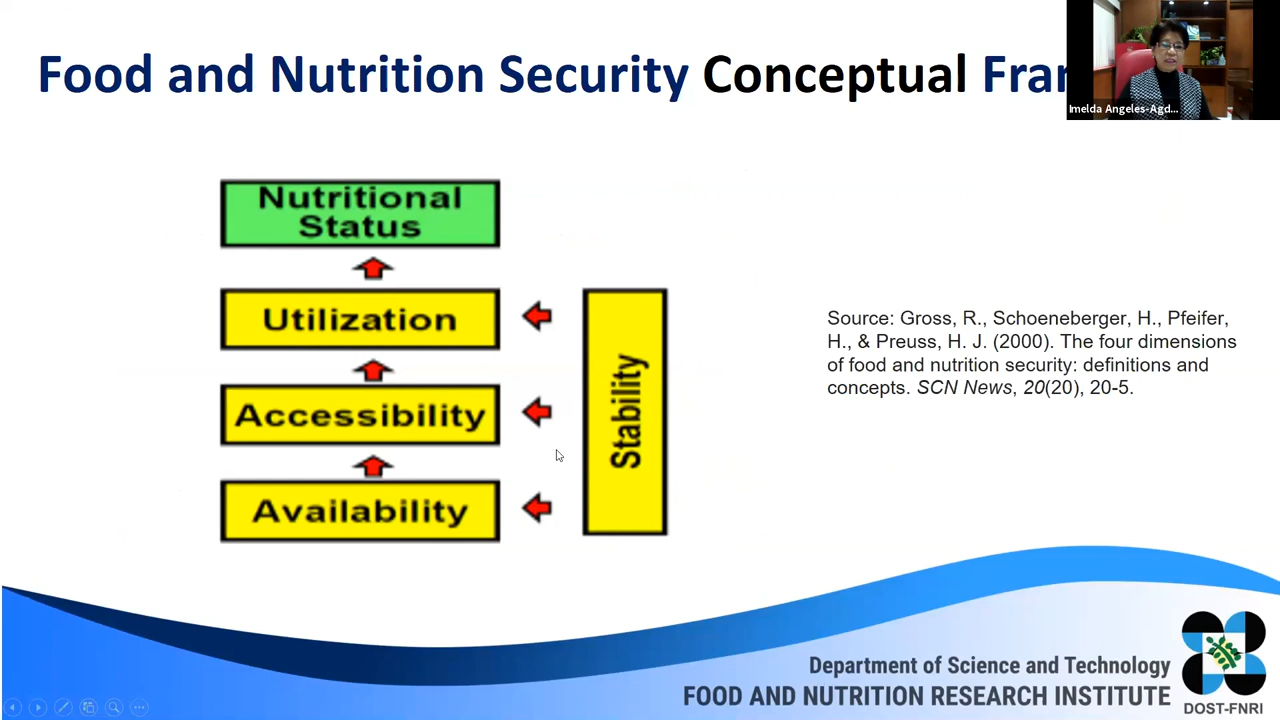 Food and Nutrition Security Conceptual Fra
Imelda Angeles-Agd...
Nutritional
Status
Utilization
Accessibility
Availability
Stability
Source: Gross, R., Schoeneberger, H., Pfeifer,
H., & Preuss, H. J. (2000). The four dimensions
of food and nutrition security: definitions and
concepts. SCN News, 20(20), 20-5.
Department of Science and Technology
FOOD AND NUTRITION RESEARCH INSTITUTE
DOST-FNRI